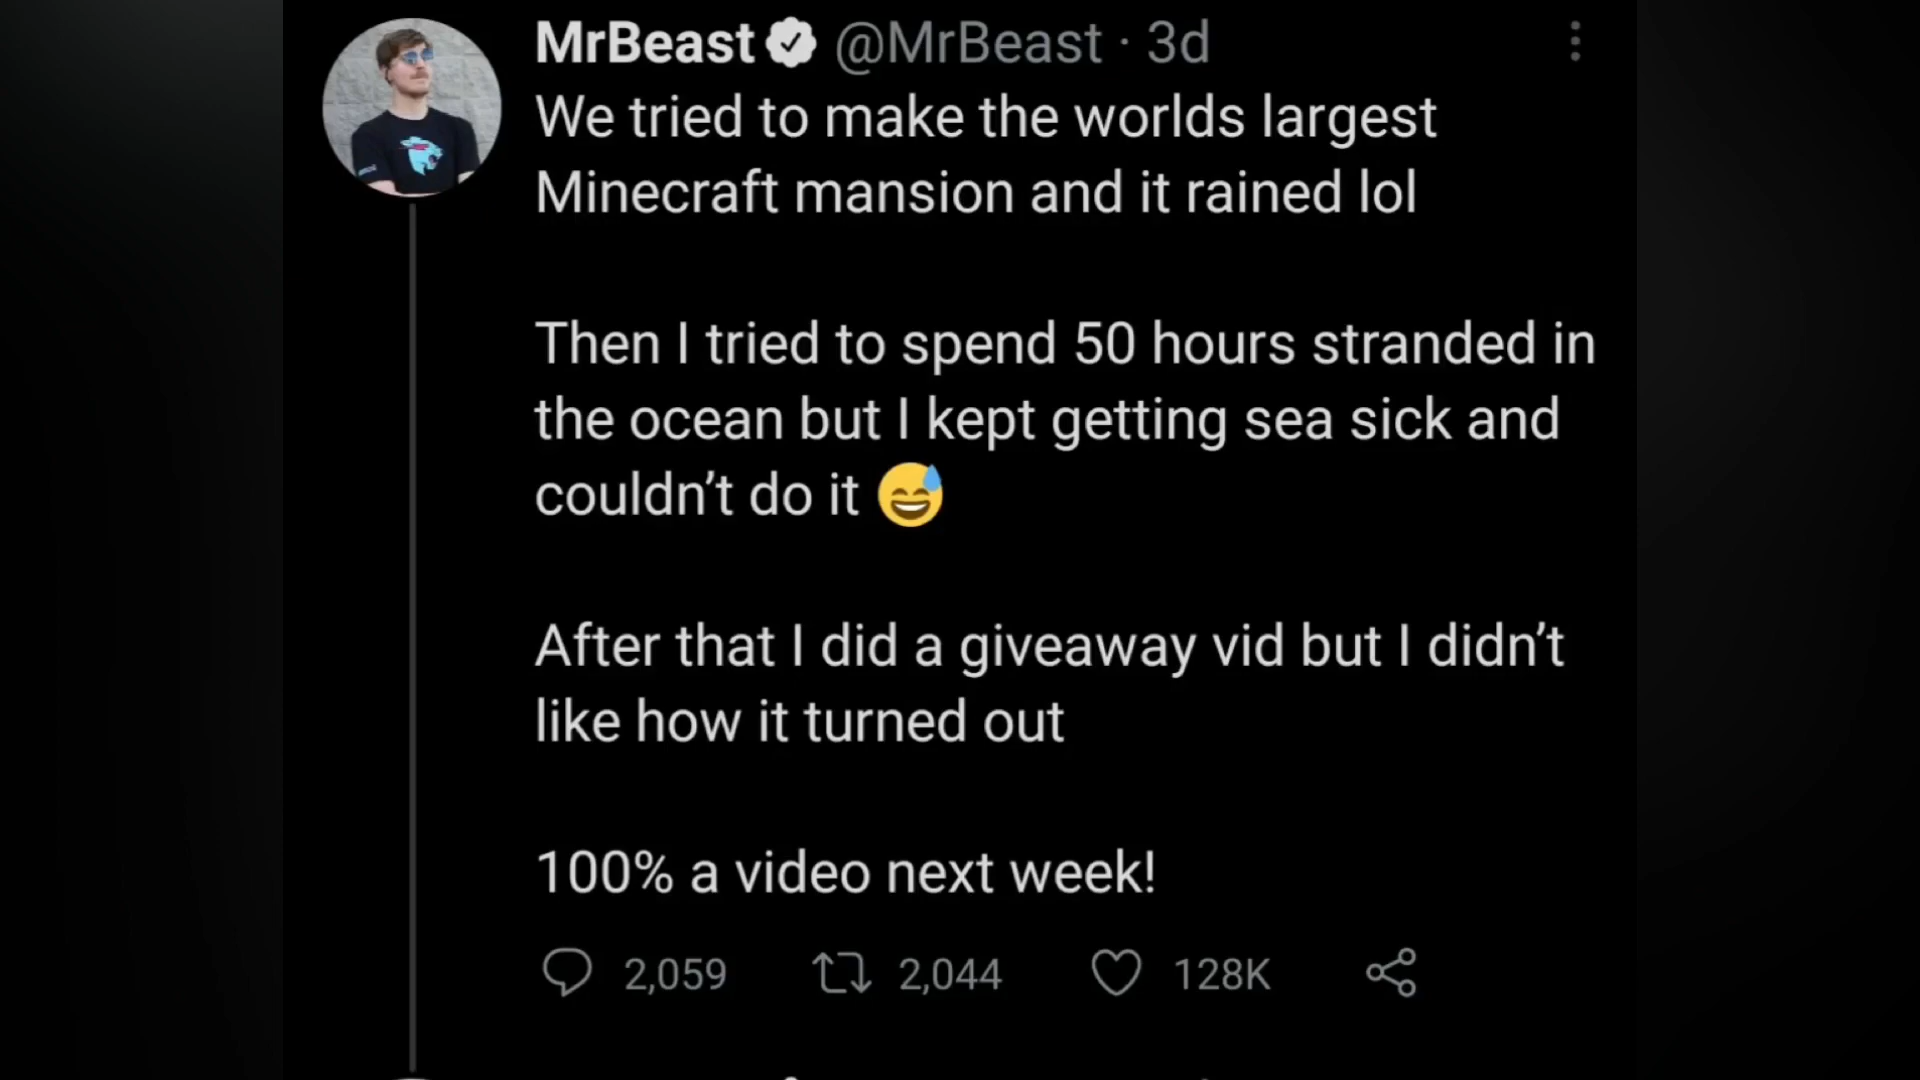 MrBeast @MrBeast · 3d
We tried to make the worlds largest
Minecraft mansion and it rained lol
Then I tried to spend 50 hours stranded in
the ocean but I kept getting sea sick and
couldn’t do it 😅
After that I did a giveaway vid but I didn’t
like how it turned out
100% a video next week!
2,059 2,044 128K